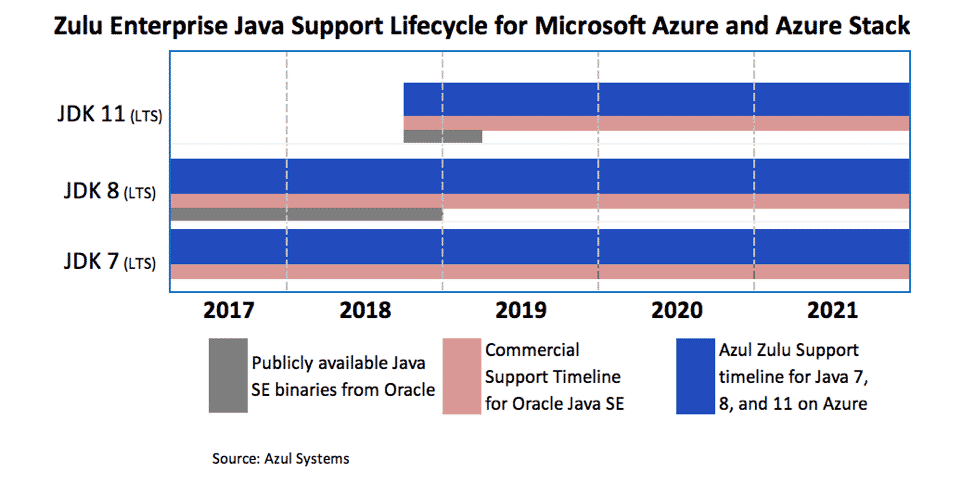 Zulu Enterprise Java Support Lifecycle for Microsoft Azure and Azure Stack
JDK 11 (LTS)
JDK 8 (LTS)
JDK 7 (LTS)
2017 2018 2019 2020 2021
Publicly available Java
SE binaries from Oracle
Commercial
Support Timeline
for Oracle Java SE
Azul Zulu Support
timeline for Java 7,
8, and 11 on Azure
Source: Azul Systems